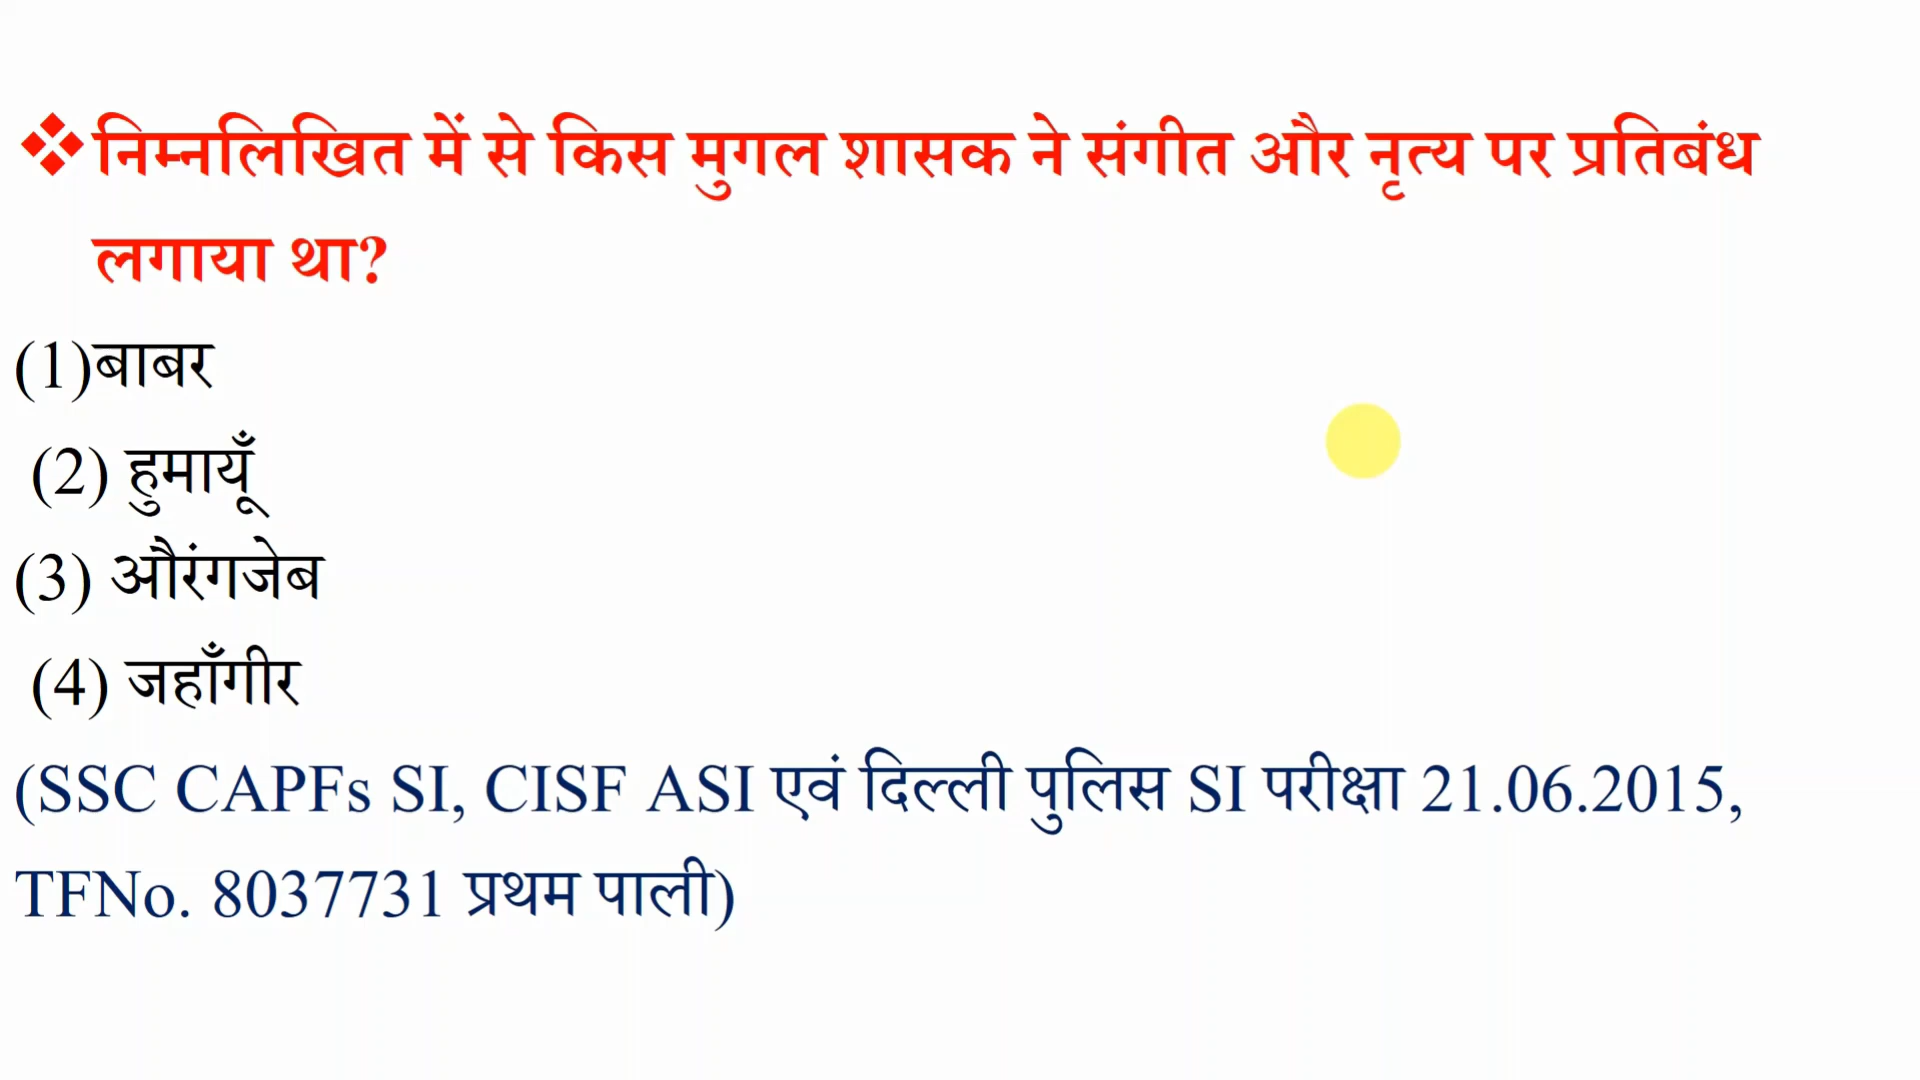 ❖निम्नलिखित में से किस मुगल शासक ने संगीत और नृत्य पर प्रतिबंध
लगाया था?
(1)बाबर
(2) हुमायूँ
(3) औरंगजेब
(4) जहाँगीर
(SSC CAPFs SI, CISF ASI एवं दिल्ली पुलिस SI परीक्षा 21.06.2015,
TFNo. 8037731 प्रथम पाली)